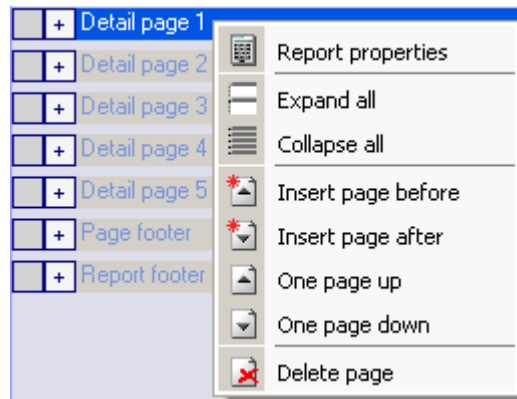 Detail page 1
Detail page 2
Detail page 3
Detail page 4
Detail page 5
Page footer
Report footer
Report properties
Expand all
Collapse all
Insert page before
Insert page after
One page up
One page down
Delete page